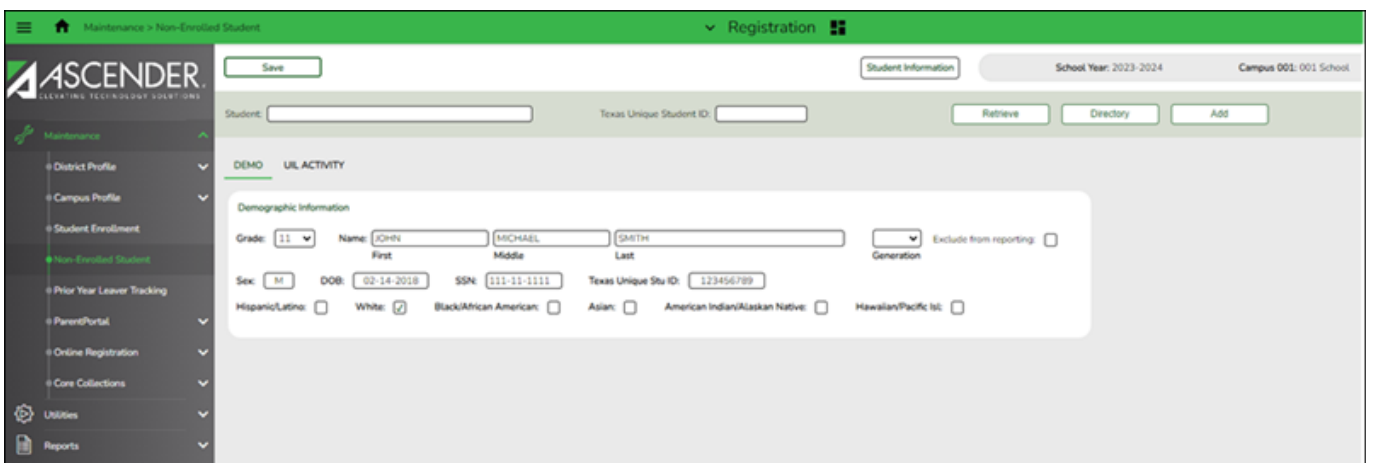 Maintenance > Non-Enrolled Student
Registration
ASCENDER.
ELEVATING TECHNOLOGY SOLUTIONS
Save
Student Information
School Year: 2023-2024
Campus 001: 001 School
Student:
Texas Unique Student ID:
Retrieve
Directory
Add
Maintenance
District Profile
Campus Profile
Student Enrollment
Non-Enrolled Student
Prior Year Leaver Tracking
ParentPortal
Online Registration
Core Collections
Utilities
Reports
DEMO UIL ACTIVITY
Demographic Information
Grade: 11 Name: JOHN MICHAEL SMITH Exclude from reporting:
First Middle Last Generation
Sex: M DOB: 02-14-2018 SSN: 111-11-1111 Texas Unique Stu ID: 123456789
Hispanic/Latino: White: Black/African American: Asian: American Indian/Alaskan Native: Hawaiian/Pacific Isl: